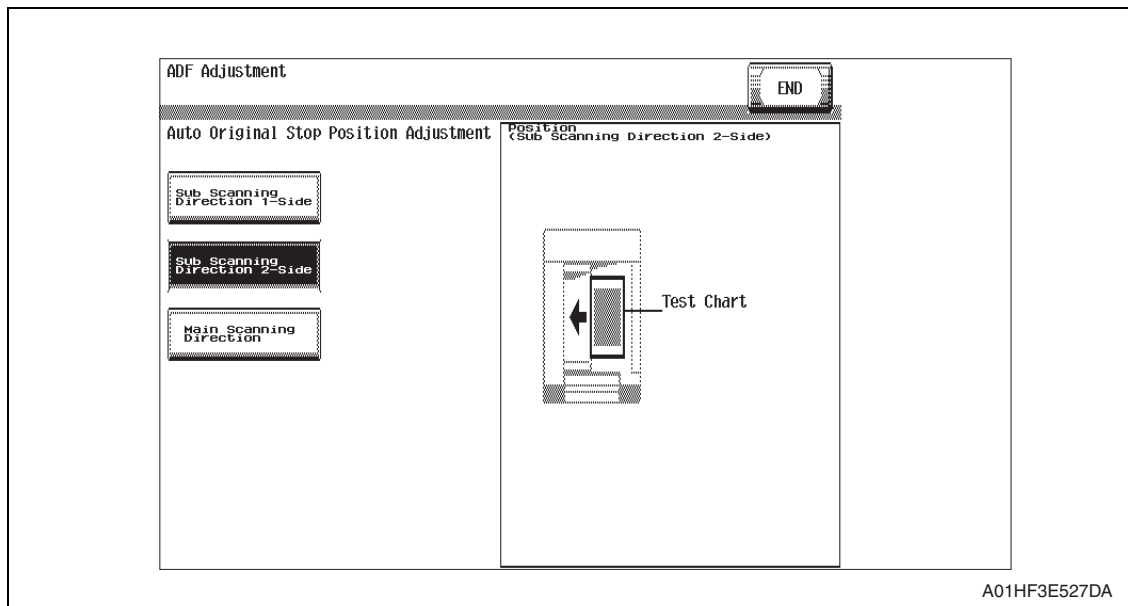 ADF Adjustment
END
Auto Original Stop Position Adjustment
Sub Scanning
Direction 1-Side
Sub Scanning
Direction 2-Side
Main Scanning
Direction
Position
(Sub Scanning Direction 2-Side)
Test Chart
A01HF3E527DA